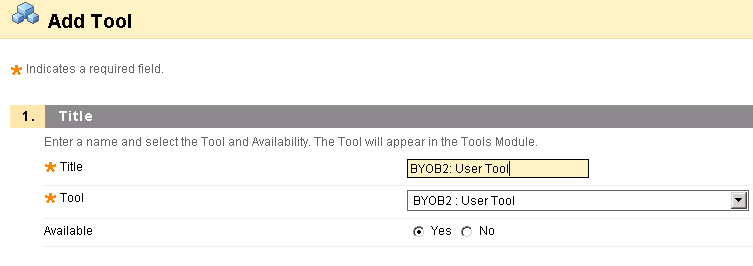 Add Tool
* Indicates a required field.
1. Title
Enter a name and select the Tool and Availability. The Tool will appear in the Tools Module.
* Title BYOB2: User Tool
* Tool BYOB2 : User Tool
Available Yes No